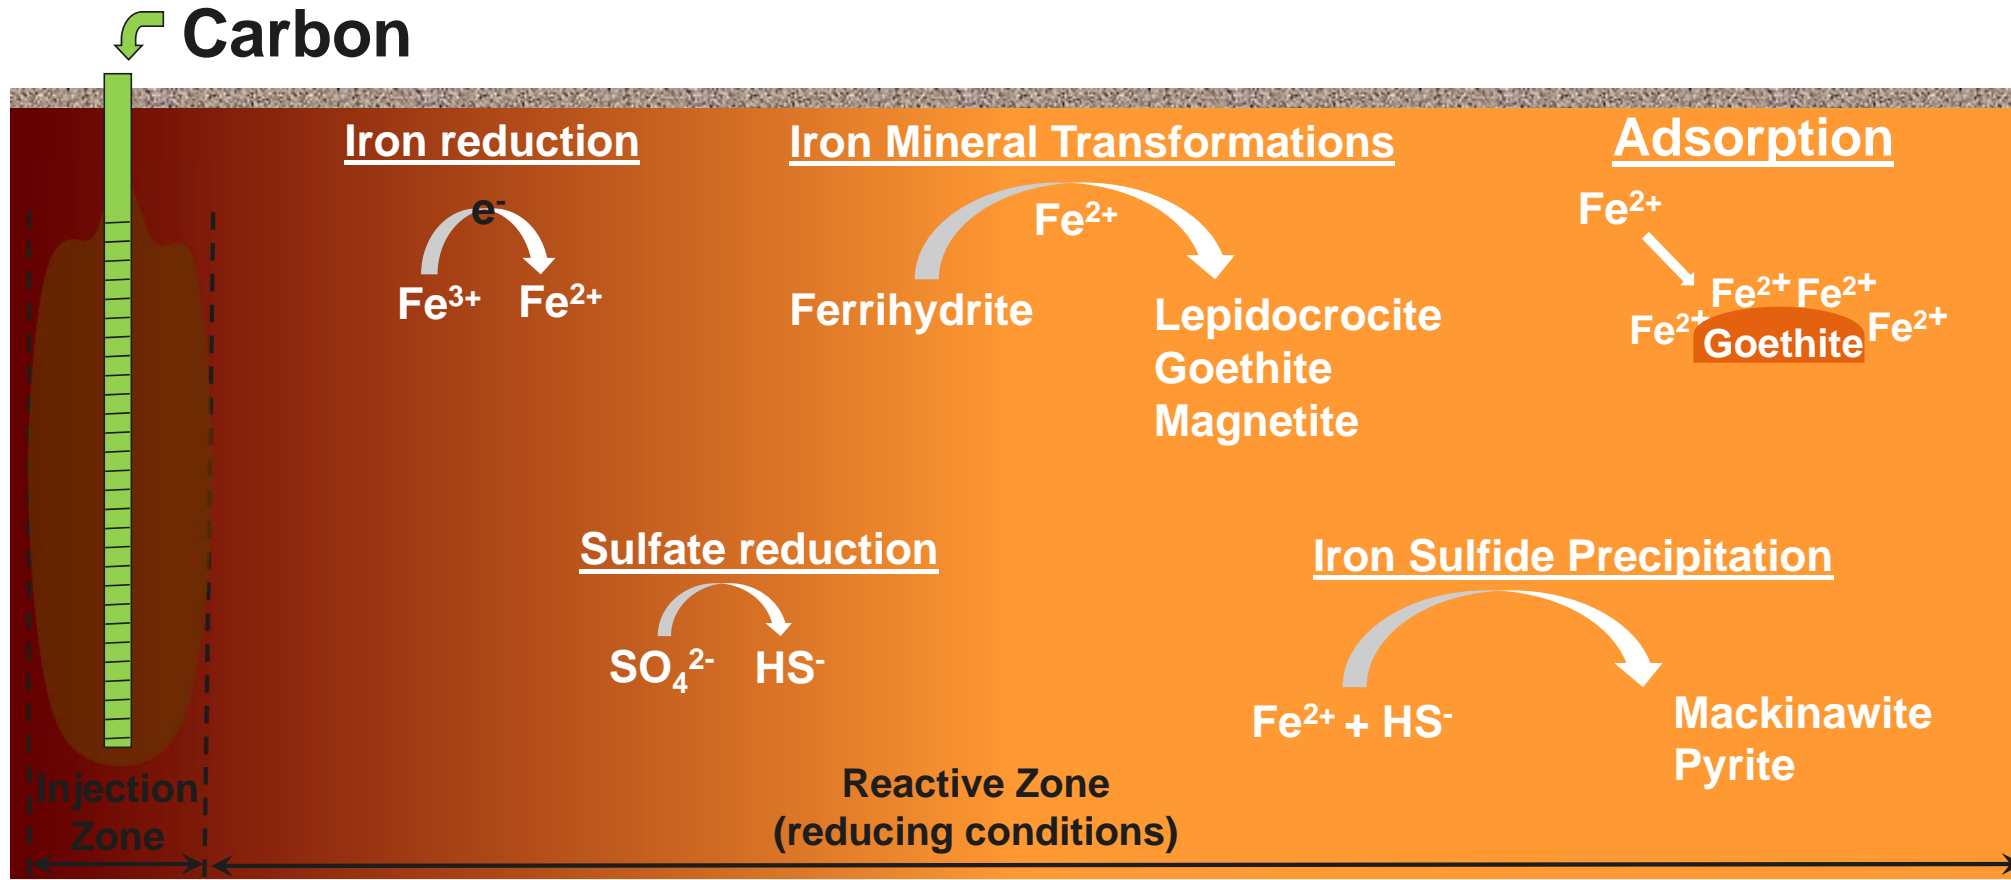 Carbon
Iron reduction
e-
Fe3+ Fe2+
Iron Mineral Transformations
Fe2+
Ferrihydrite
Lepidocrocite
Goethite
Magnetite
Adsorption
Fe2+
Fe2+ Fe2+
Fe2+ Fe2+
Goethite
Sulfate reduction
SO42- HS-
Iron Sulfide Precipitation
Fe2+ + HS-
Mackinawite
Pyrite
Injection
Zone
Reactive Zone
(reducing conditions)